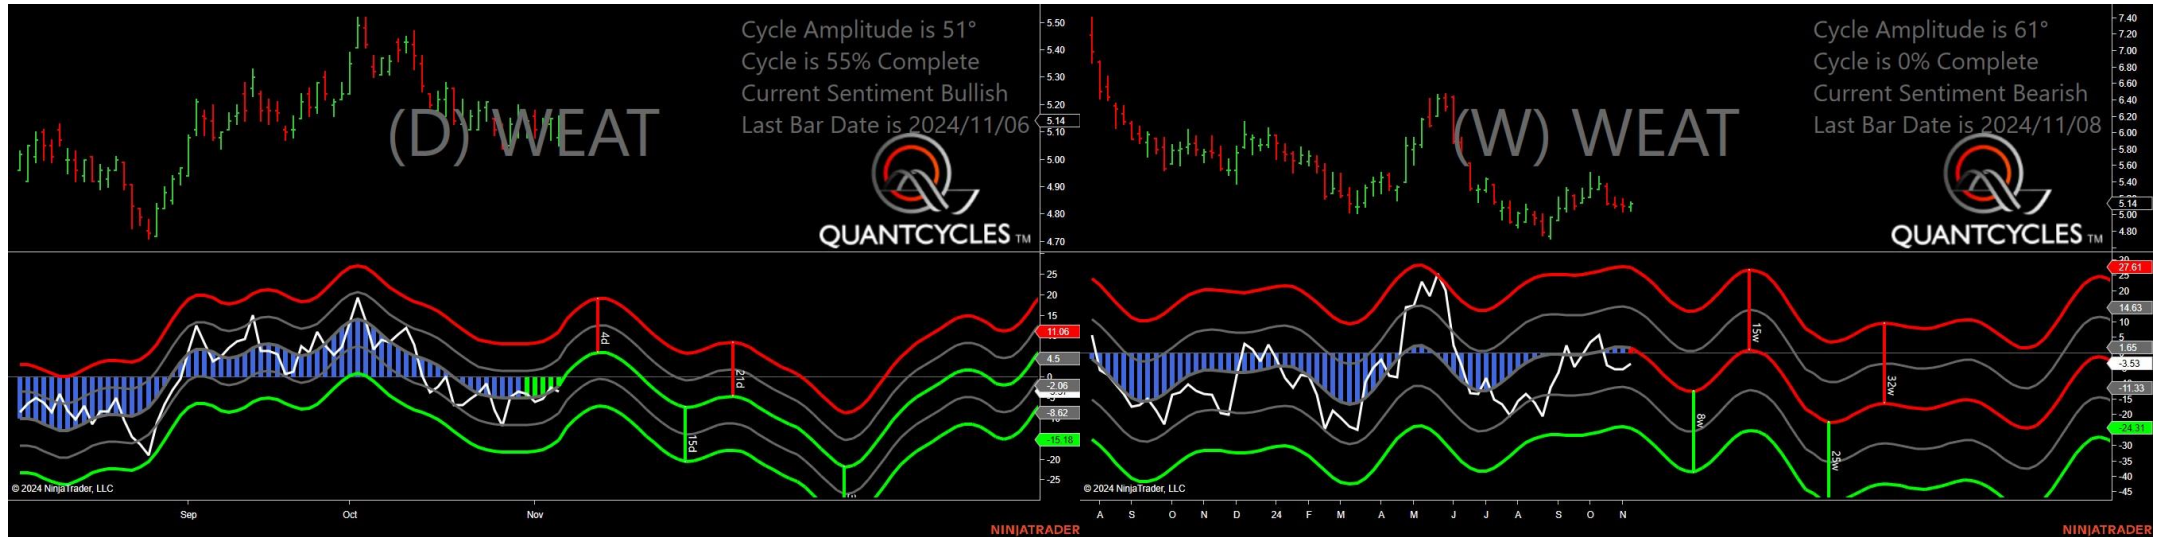 Cycle Amplitude is 51°
Cycle is 55% Complete
Current Sentiment Bullish
Last Bar Date is 2024/11/06
(D) WEAT
QUANTCYCLES TM
5.50
5.40
5.30
5.20
5.14
5.10
5.00
4.90
4.80
4.70
25
20
15
11.06
4.5
0
-2.06
-8.62
-15.18
-20
-25
4d
15d
21d
© 2024 NinjaTrader, LLC
Sep
Oct
Nov
NINJATRADER
Cycle Amplitude is 61°
Cycle is 0% Complete
Current Sentiment Bearish
Last Bar Date is 2024/11/08
(W) WEAT
QUANTCYCLES TM
7.40
7.20
7.00
6.80
6.60
6.40
6.20
6.00
5.80
5.60
5.40
5.14
5.00
4.80
27.61
20
14.63
10
5
1.65
-3.53
-11.33
-15
-20
-24.31
-30
-35
-40
-45
8w
15w
25w
32w
© 2024 NinjaTrader, LLC
A S O N D 24 F M A M J J A S O N
NINJATRADER